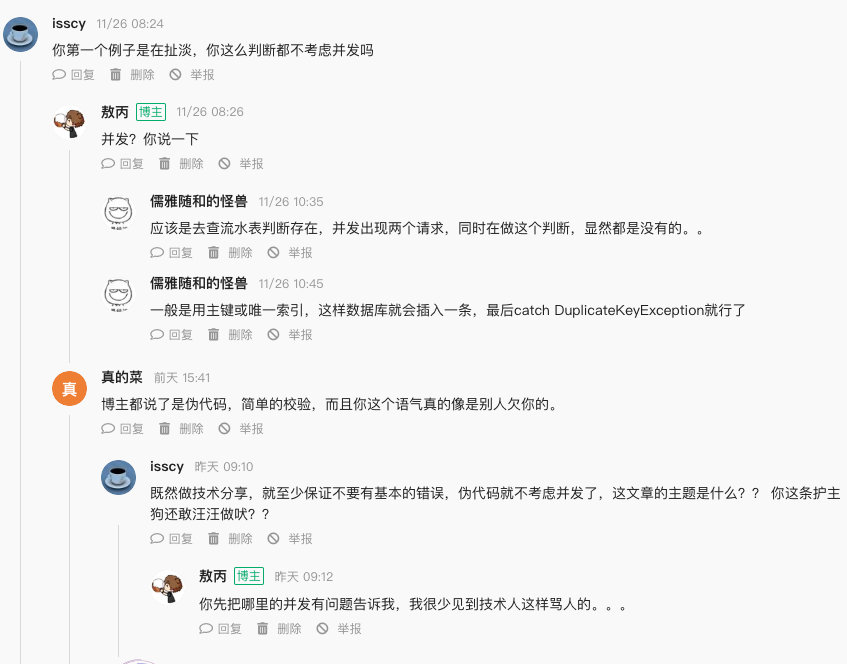 isscy 11/26 08:24
你第一个例子是在扯淡，你这么判断都不考虑并发吗
回复 删除 举报
敖丙 博主 11/26 08:26
并发？你说一下
回复 删除 举报
儒雅随和的怪兽 11/26 10:35
应该是去查流水表判断存在，并发出现两个请求，同时在做这个判断，显然都是没有的。。
回复 删除 举报
儒雅随和的怪兽 11/26 10:45
一般是用主键或唯一索引，这样数据库就会插入一条，最后catch DuplicateKeyException就行了
回复 删除 举报
真
真的菜 前天 15:41
博主都说了是伪代码，简单的校验，而且你这个语气真的像是别人欠你的。
回复 删除 举报
isscy 昨天 09:10
既然做技术分享，就至少保证不要有基本的错误，伪代码就不考虑并发了，这文章的主题是什么？？ 你这条护主
狗还敢汪汪做吠？？
回复 删除 举报
敖丙 博主 昨天 09:12
你先把哪里的并发有问题告诉我，我很少见到技术人这样骂人的。。。
回复 删除 举报